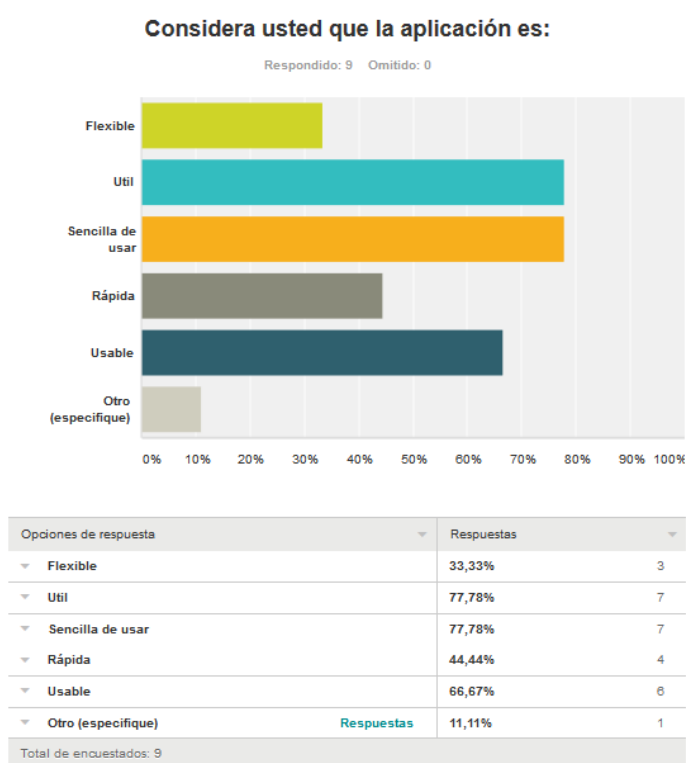 Considera usted que la aplicación es:
Respondido: 9 Omitido: 0
Flexible
Util
Sencilla de
usar
Rápida
Usable
Otro
(especifique)
0% 10% 20% 30% 40% 50% 60% 70% 80% 90% 100%
Opciones de respuesta Respuestas
Flexible 33,33% 3
Util 77,78% 7
Sencilla de usar 77,78% 7
Rápida 44,44% 4
Usable 66,67% 6
Otro (especifique) Respuestas 11,11% 1
Total de encuestados: 9